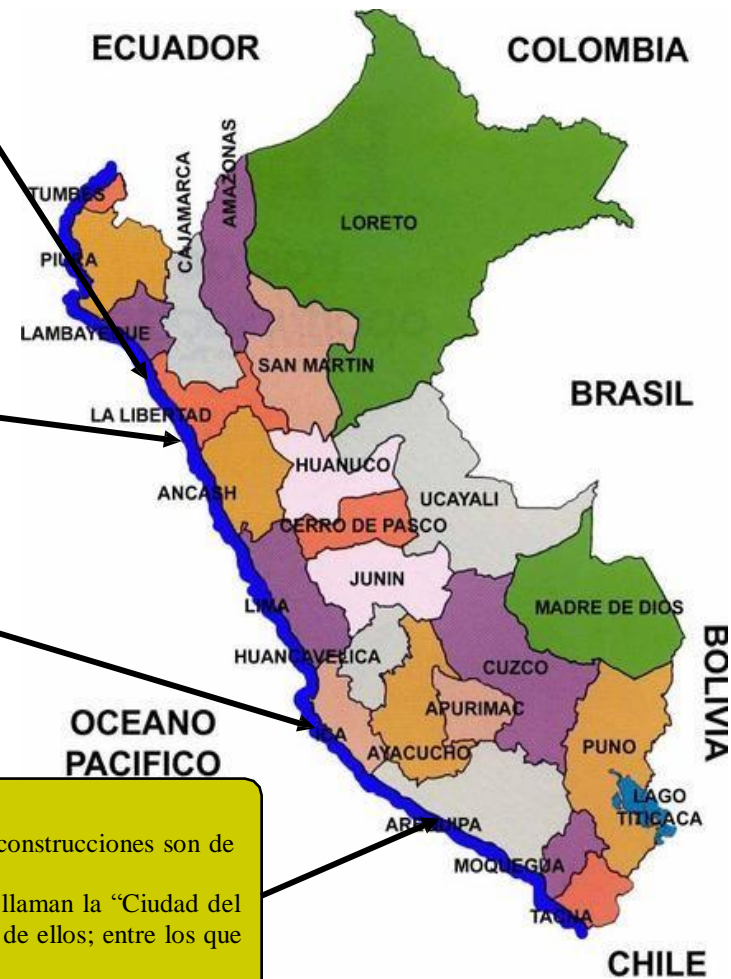 ECUADOR
COLOMBIA
TUMBES
CAJAMARCA
AMAZONAS
LORETO
PIURA
LAMBAYEQUE
SAN MARTIN
BRASIL
LA LIBERTAD
HUANUCO
ANCASH
UCAYALI
CERRO DE PASCO
JUNIN
LIMA
MADRE DE DIOS
HUANCAVELICA
CUZCO
BOLIVIA
OCEANO
PACIFICO
ICA
APURIMAC
AYACUCHO
PUNO
LAGO
TITICACA
AREQUIPA
MOQUEGUA
TACNA
CHILE
construcciones son de
llaman la “Ciudad del
de ellos; entre los que